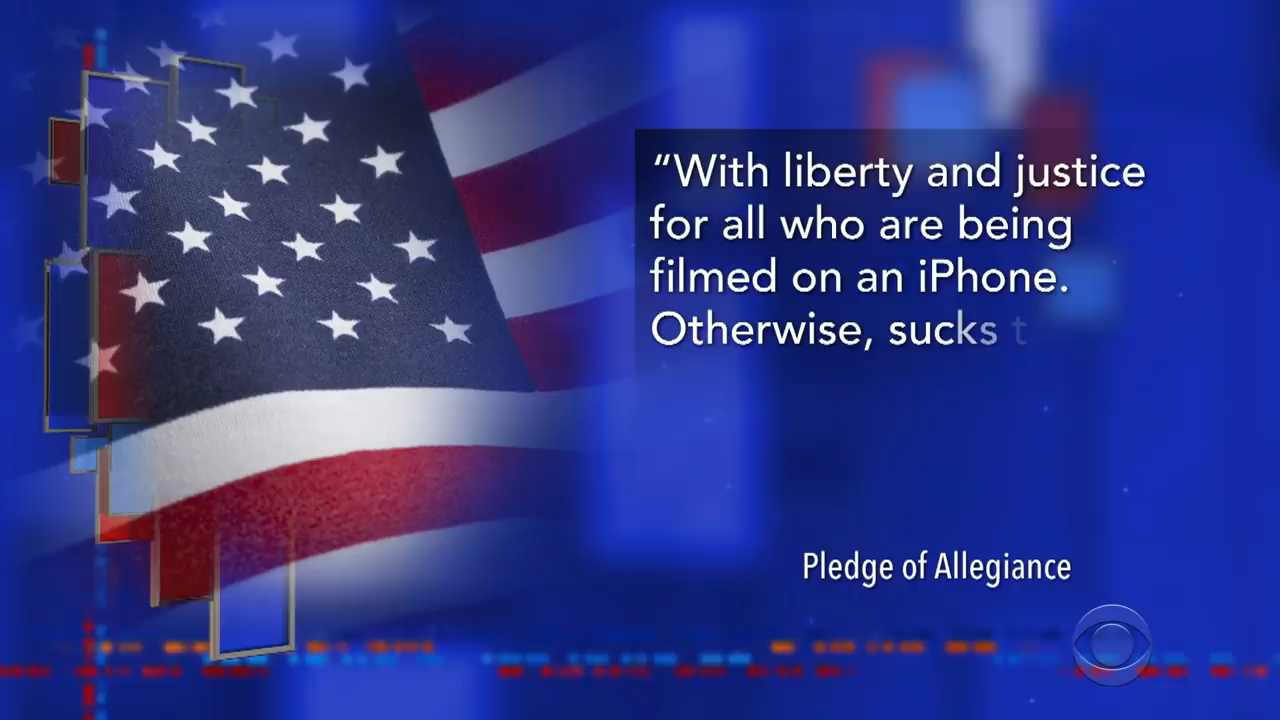 “With liberty and justice
for all who are being
filmed on an iPhone.
Otherwise, sucks t
Pledge of Allegiance